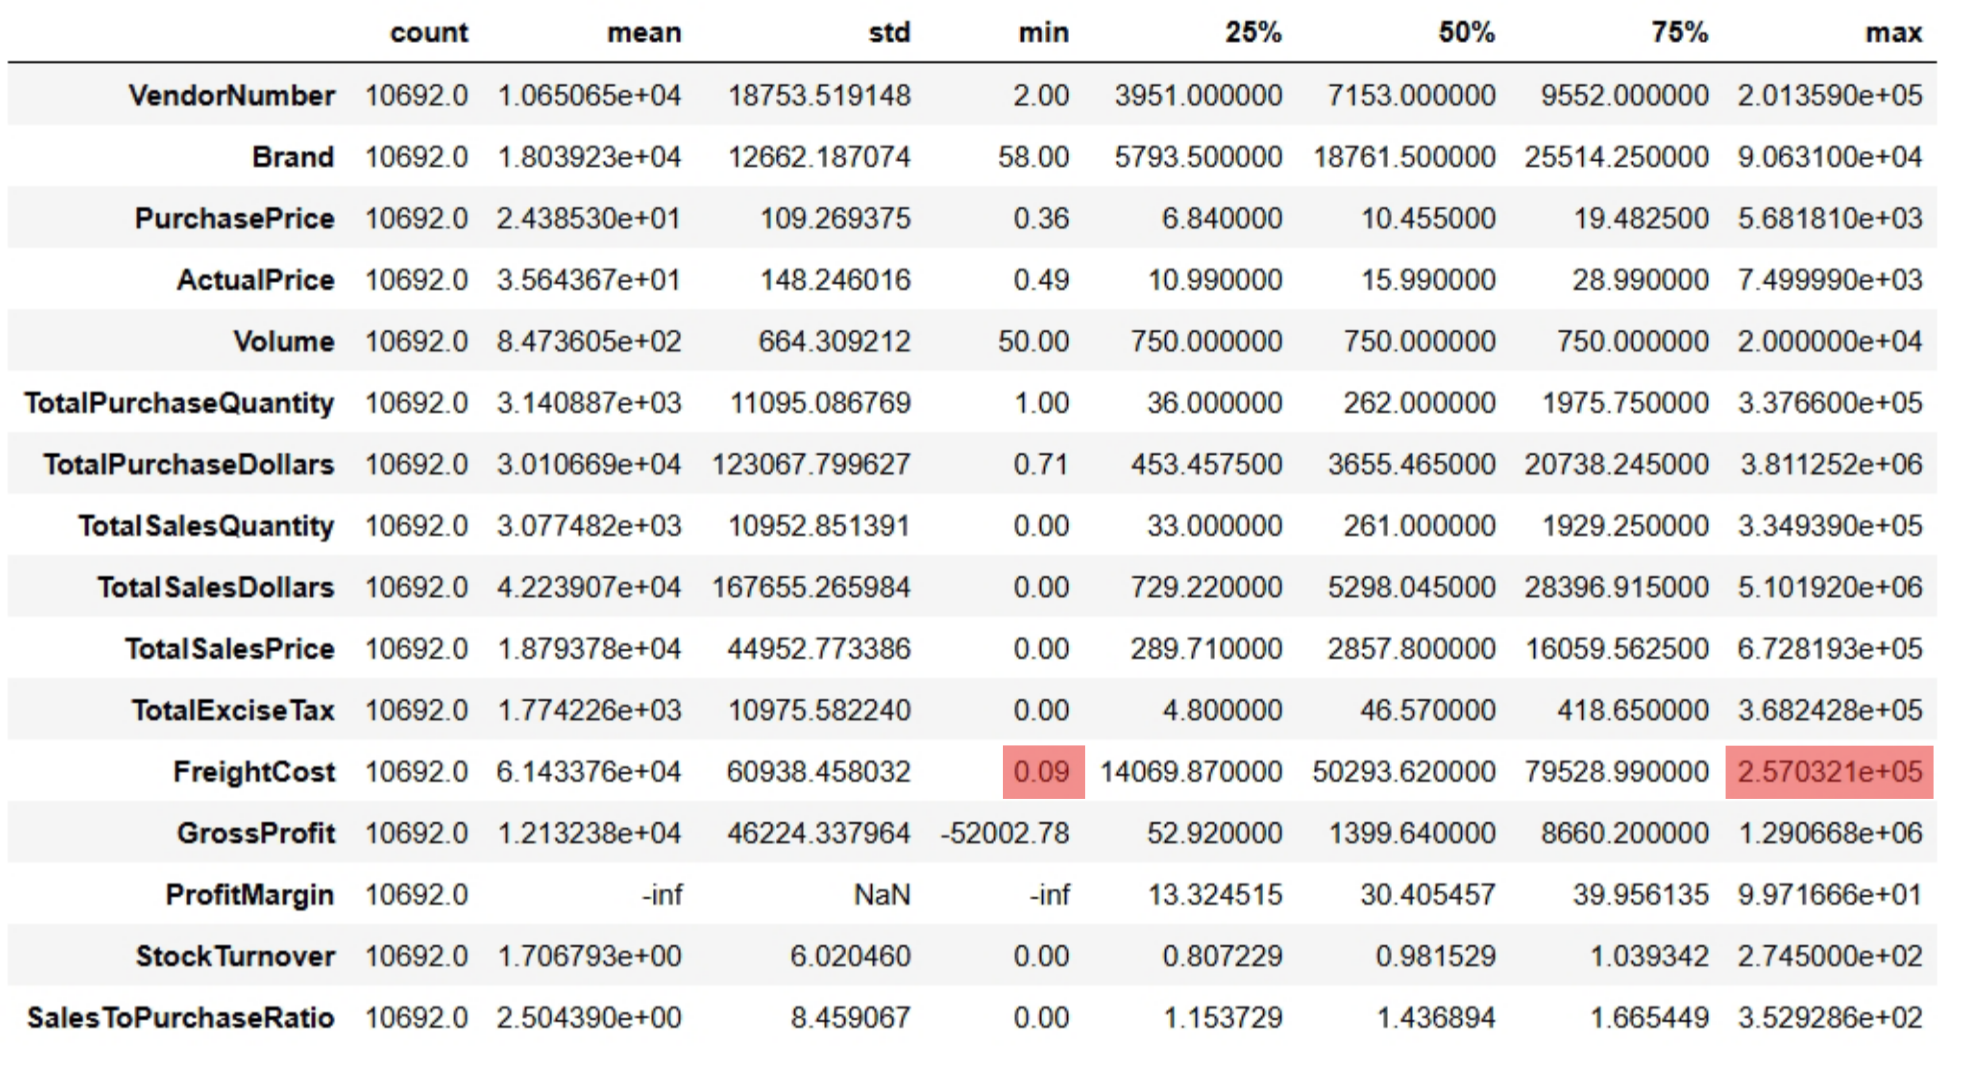 count mean std min 25% 50% 75% max
VendorNumber 10692.0 1.065065e+04 18753.519148 2.00 3951.000000 7153.000000 9552.000000 2.013590e+05
Brand 10692.0 1.803923e+04 12662.187074 58.00 5793.500000 18761.500000 25514.250000 9.063100e+04
PurchasePrice 10692.0 2.438530e+01 109.269375 0.36 6.840000 10.455000 19.482500 5.681810e+03
ActualPrice 10692.0 3.564367e+01 148.246016 0.49 10.990000 15.990000 28.990000 7.499990e+03
Volume 10692.0 8.473605e+02 664.309212 50.00 750.000000 750.000000 750.000000 2.000000e+04
TotalPurchaseQuantity 10692.0 3.140887e+03 11095.086769 1.00 36.000000 262.000000 1975.750000 3.376600e+05
TotalPurchaseDollars 10692.0 3.010669e+04 123067.799627 0.71 453.457500 3655.465000 20738.245000 3.811252e+06
TotalSalesQuantity 10692.0 3.077482e+03 10952.851391 0.00 33.000000 261.000000 1929.250000 3.349390e+05
TotalSalesDollars 10692.0 4.223907e+04 167655.265984 0.00 729.220000 5298.045000 28396.915000 5.101920e+06
TotalSalesPrice 10692.0 1.879378e+04 44952.773386 0.00 289.710000 2857.800000 16059.562500 6.728193e+05
TotalExciseTax 10692.0 1.774226e+03 10975.582240 0.00 4.800000 46.570000 418.650000 3.682428e+05
FreightCost 10692.0 6.143376e+04 60938.458032 0.09 14069.870000 50293.620000 79528.990000 2.570321e+05
GrossProfit 10692.0 1.213238e+04 46224.337964 -52002.78 52.920000 1399.640000 8660.200000 1.290668e+06
ProfitMargin 10692.0 -inf NaN -inf 13.324515 30.405457 39.956135 9.971666e+01
StockTurnover 10692.0 1.706793e+00 6.020460 0.00 0.807229 0.981529 1.039342 2.745000e+02
SalesToPurchaseRatio 10692.0 2.504390e+00 8.459067 0.00 1.153729 1.436894 1.665449 3.529286e+02